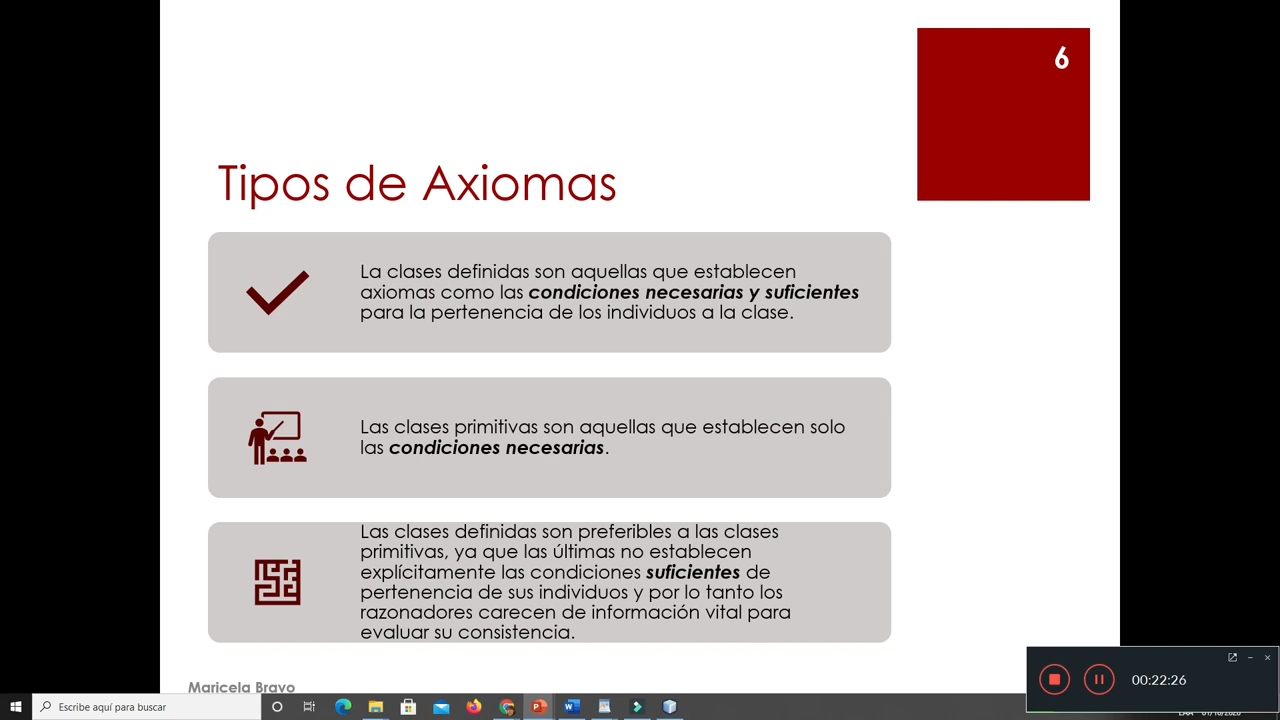 6
Tipos de Axiomas
La clases definidas son aquellas que establecen
axiomas como las condiciones necesarias y suficientes
para la pertenencia de los individuos a la clase.
Las clases primitivas son aquellas que establecen solo
las condiciones necesarias.
Las clases definidas son preferibles a las clases
primitivas, ya que las últimas no establecen
explícitamente las condiciones suficientes de
pertenencia de sus individuos y por lo tanto los
razonadores carecen de información vital para
evaluar su consistencia.
Maricela Bravo
00:22:26
Escribe aquí para buscar